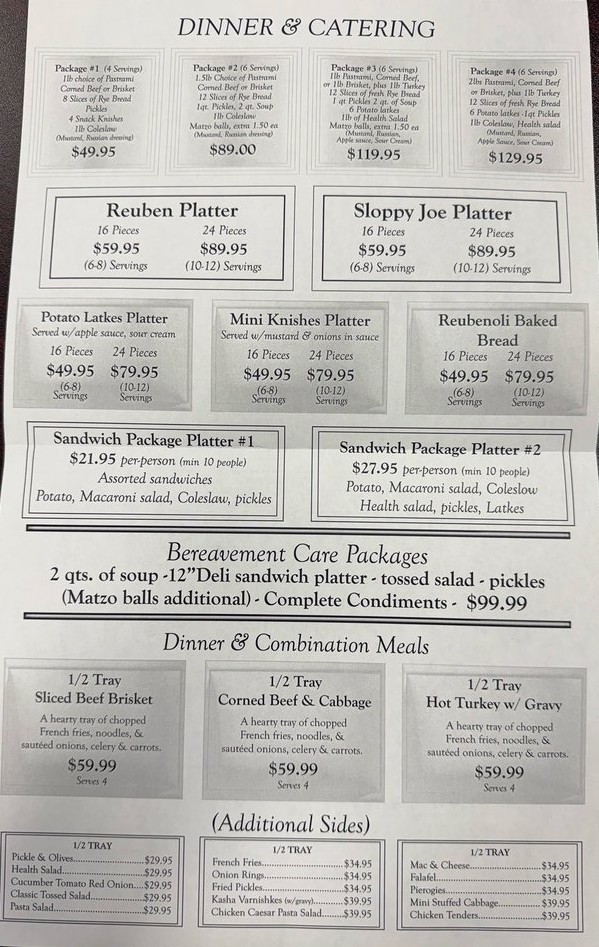 DINNER & CATERING
Package #1 (4 Servings)
1lb choice of Pastrami
Corned Beef or Brisket
8 Slices of Rye Bread
Pickles
4 Snack Knishes
1lb Coleslaw
(Mustard, Russian dressing)
$49.95
Package #2 (6 Servings)
1.5lb Choice of Pastrami
Corned Beef or Brisket
12 Slices of Rye Bread
1qt. Pickles, 2 qt. Soup
1lb Coleslaw
Matzo balls, extra 1.50 ea
(Mustard, Russian dressing)
$89.00
Package #3 (6 Servings)
1lb Pastrami, Corned Beef,
or 1lb Brisket, plus 1lb Turkey
12 Slices of fresh Rye Bread
1 qt Pickles 2 qt. of Soup
6 Potato latkes
1lb of Health Salad
Matzo balls, extra 1.50 ea
(Mustard, Russian,
Apple sauce, Sour Cream)
$119.95
Package #4 (6 Servings)
2lbs Pastrami, Corned Beef
or Brisket, plus 1lb Turkey
12 Slices of fresh Rye Bread
6 Potato latkes -1qt Pickles
1lb Coleslaw, Health salad
(Mustard, Russian,
Apple Sauce, Sour Cream)
$129.95
Reuben Platter
16 Pieces 24 Pieces
$59.95 $89.95
(6-8) Servings (10-12) Servings
Sloppy Joe Platter
16 Pieces 24 Pieces
$59.95 $89.95
(6-8) Servings (10-12) Servings
Potato Latkes Platter
Served w/apple sauce, sour cream
16 Pieces 24 Pieces
$49.95 $79.95
(6-8) (10-12)
Servings Servings
Mini Knishes Platter
Served w/mustard & onions in sauce
16 Pieces 24 Pieces
$49.95 $79.95
(6-8) (10-12)
Servings Servings
Reubenoli Baked
Bread
16 Pieces 24 Pieces
$49.95 $79.95
(6-8) (10-12)
Servings Servings
Sandwich Package Platter #1
$21.95 per-person (min 10 people)
Assorted sandwiches
Potato, Macaroni salad, Coleslaw, pickles
Sandwich Package Platter #2
$27.95 per-person (min 10 people)
Potato, Macaroni salad, Coleslow
Health salad, pickles, Latkes
Bereavement Care Packages
2 qts. of soup -12”Deli sandwich platter - tossed salad - pickles
(Matzo balls additional) - Complete Condiments - $99.99
Dinner & Combination Meals
1/2 Tray
Sliced Beef Brisket
A hearty tray of chopped
French fries, noodles, &
sautéed onions, celery & carrots.
$59.99
Serves 4
1/2 Tray
Corned Beef & Cabbage
A hearty tray of chopped
French fries, noodles, &
sautéed onions, celery & carrots.
$59.99
Serves 4
1/2 Tray
Hot Turkey w/ Gravy
A hearty tray of chopped
French fries, noodles, &
sautéed onions, celery & carrots.
$59.99
Serves 4
(Additional Sides)
1/2 TRAY
Pickle & Olives......................$29.95
Health Salad.........................$29.95
Cucumber Tomato Red Onion....$29.95
Classic Tossed Salad................$29.95
Pasta Salad...........................$29.95
1/2 TRAY
French Fries..........................$34.95
Onion Rings..........................$34.95
Fried Pickles..........................$34.95
Kasha Varnishkes (w/gravy).........$39.95
Chicken Caesar Pasta Salad.......$39.95
1/2 TRAY
Mac & Cheese......................$34.95
Falafel.................................$34.95
Pierogies..............................$34.95
Mini Stuffed Cabbage.............$39.95
Chicken Tenders....................$39.95